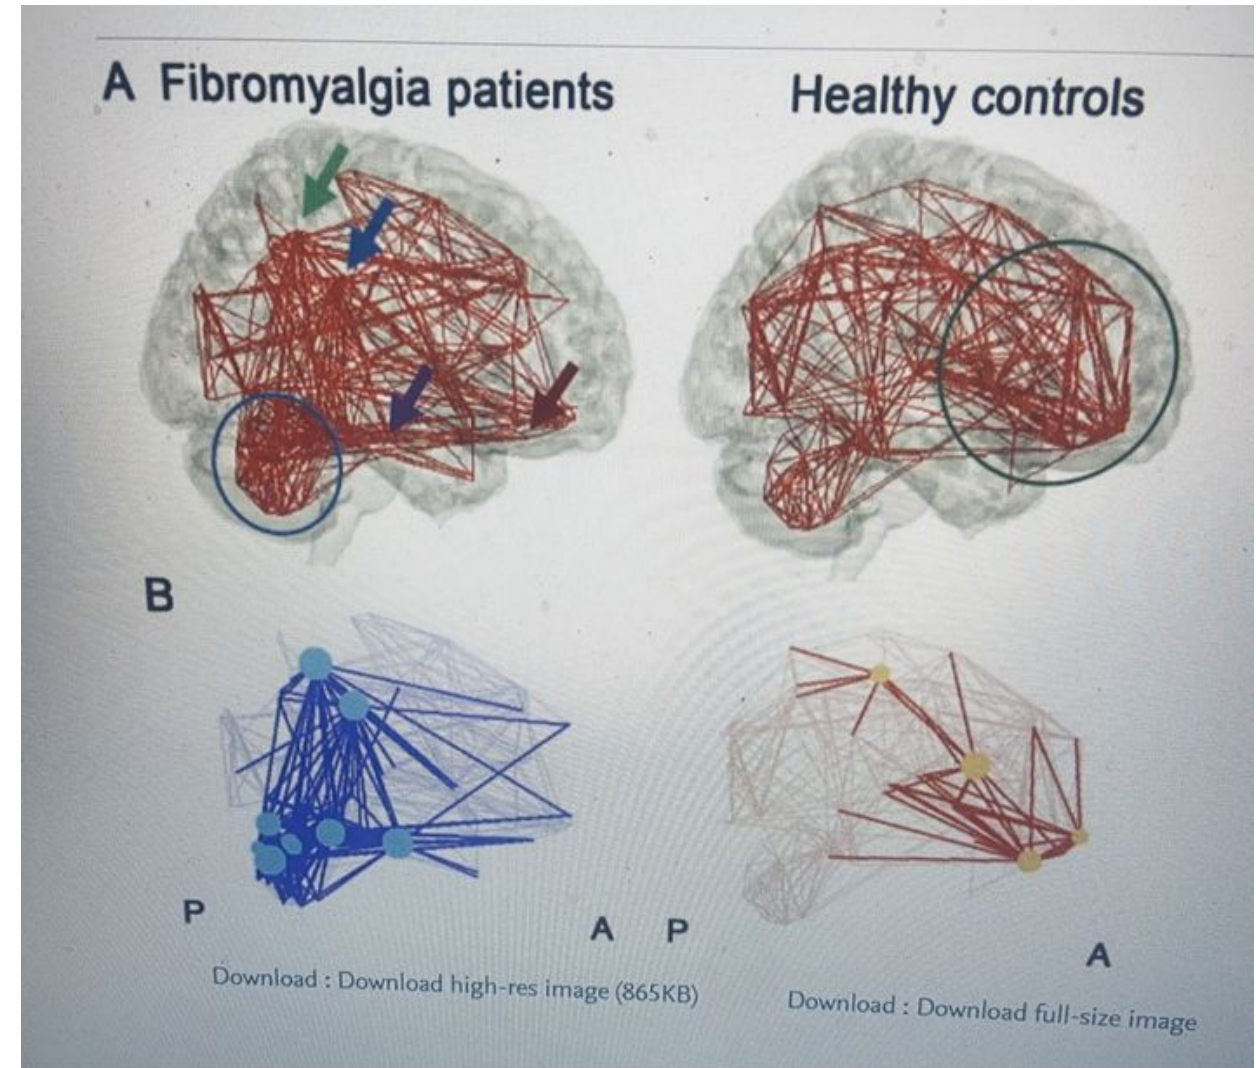 A Fibromyalgia patients
Healthy controls
B
P
A
P
A
Download : Download high-res image (865KB)
Download : Download full-size image